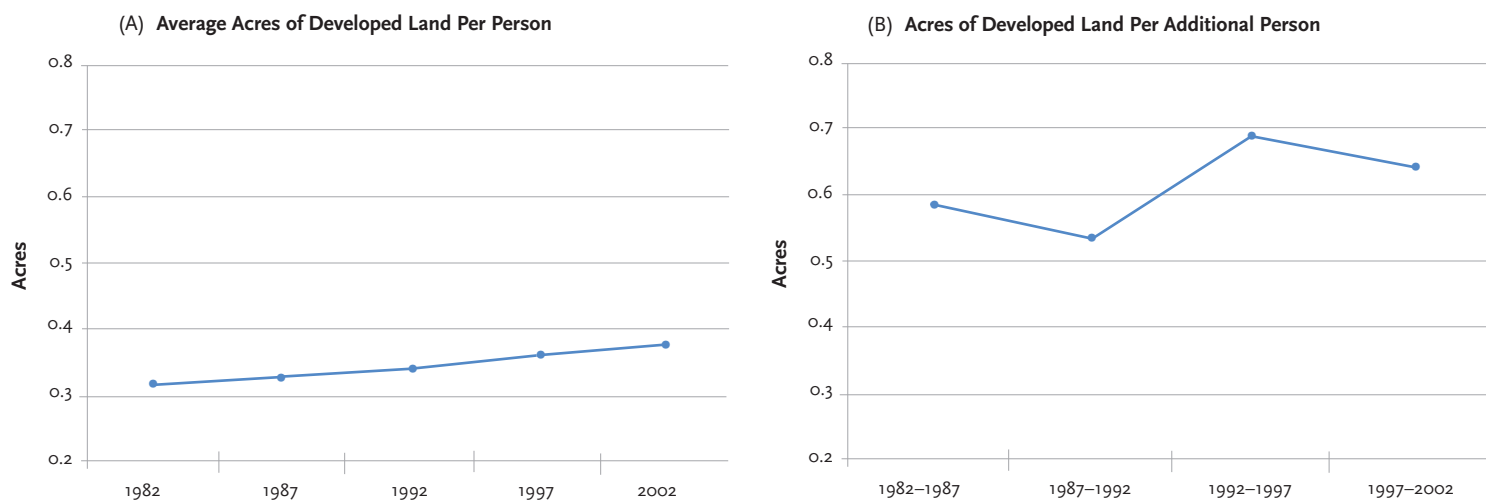 (A) Average Acres of Developed Land Per Person
0.8
0.7
0.6
0.5
0.4
0.3
0.2
Acres
1982 1987 1992 1997 2002
(B) Acres of Developed Land Per Additional Person
0.8
0.7
0.6
0.5
0.4
0.3
0.2
Acres
1982–1987 1987–1992 1992–1997 1997–2002